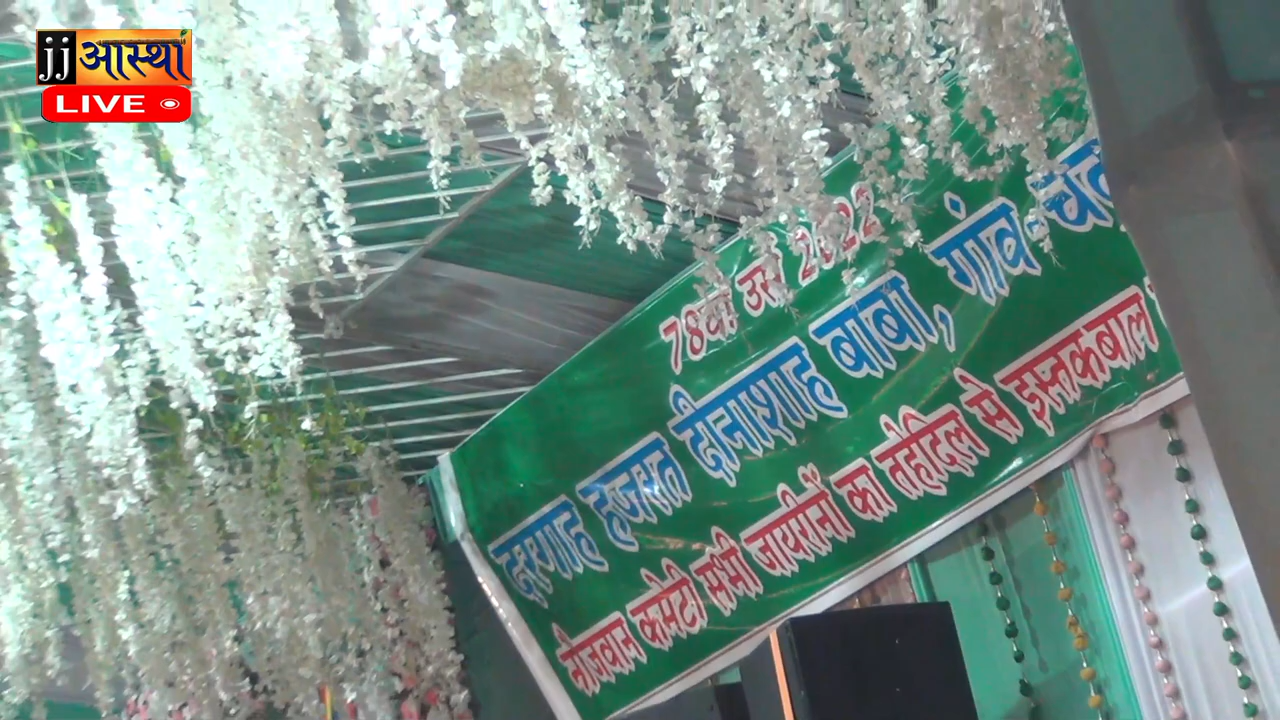 jj आस्था
LIVE
78वां उर्स 2022
दरगाह हजरत दीनाशाह बाबा, गांव
नौजवान कमेटी सभी जायरीनों का तहेदिल से इस्तकबाल